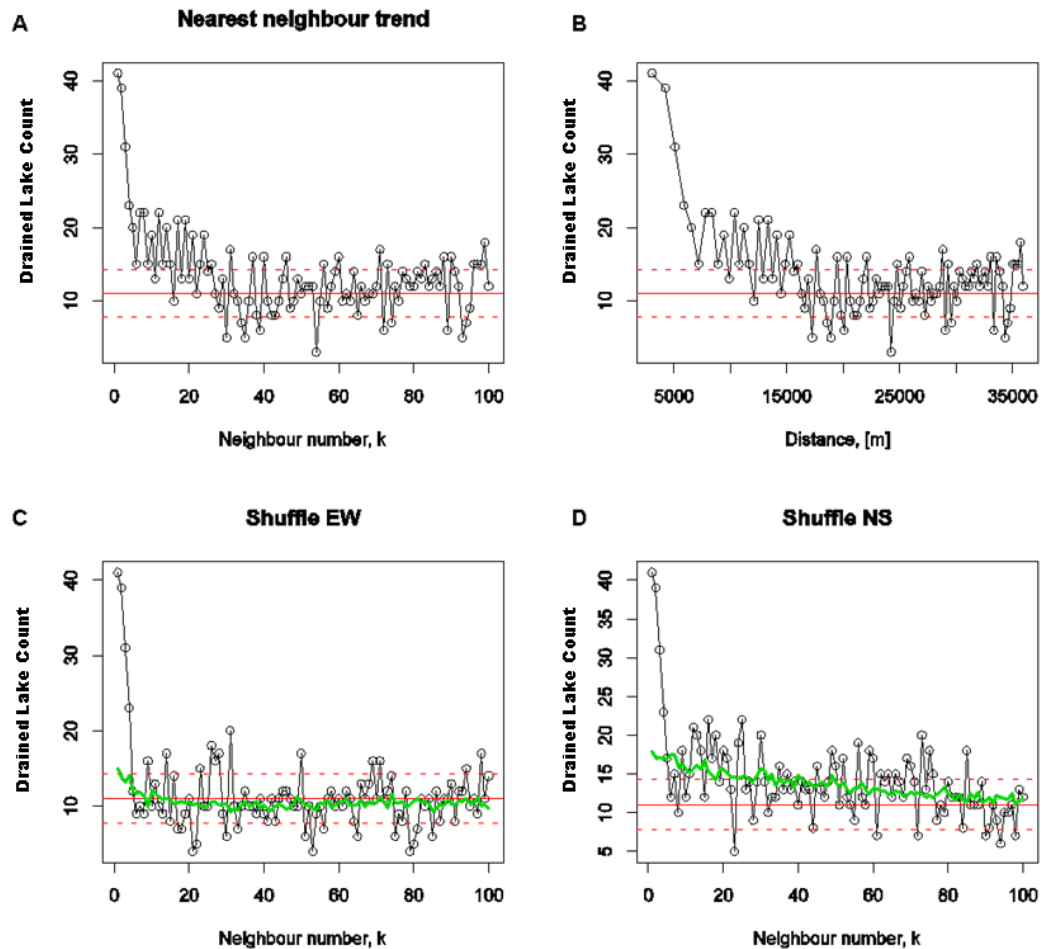 A
Nearest neighbour trend
Drained Lake Count
40
30
20
10
0 20 40 60 80 100
Neighbour number, k
B
Drained Lake Count
40
30
20
10
5000 15000 25000 35000
Distance, [m]
C
Shuffle EW
Drained Lake Count
40
30
20
10
0 20 40 60 80 100
Neighbour number, k
D
Shuffle NS
Drained Lake Count
40
35
30
25
20
15
10
5
0 20 40 60 80 100
Neighbour number, k